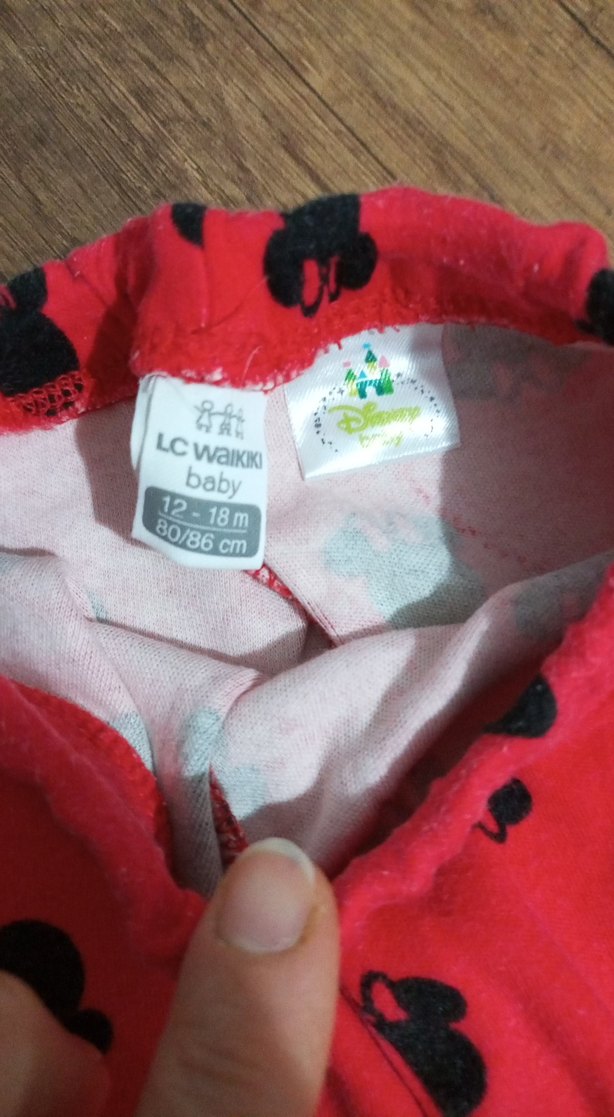 LC WAIKIKI
baby
12 - 18 m
80/86 cm
Disney
baby